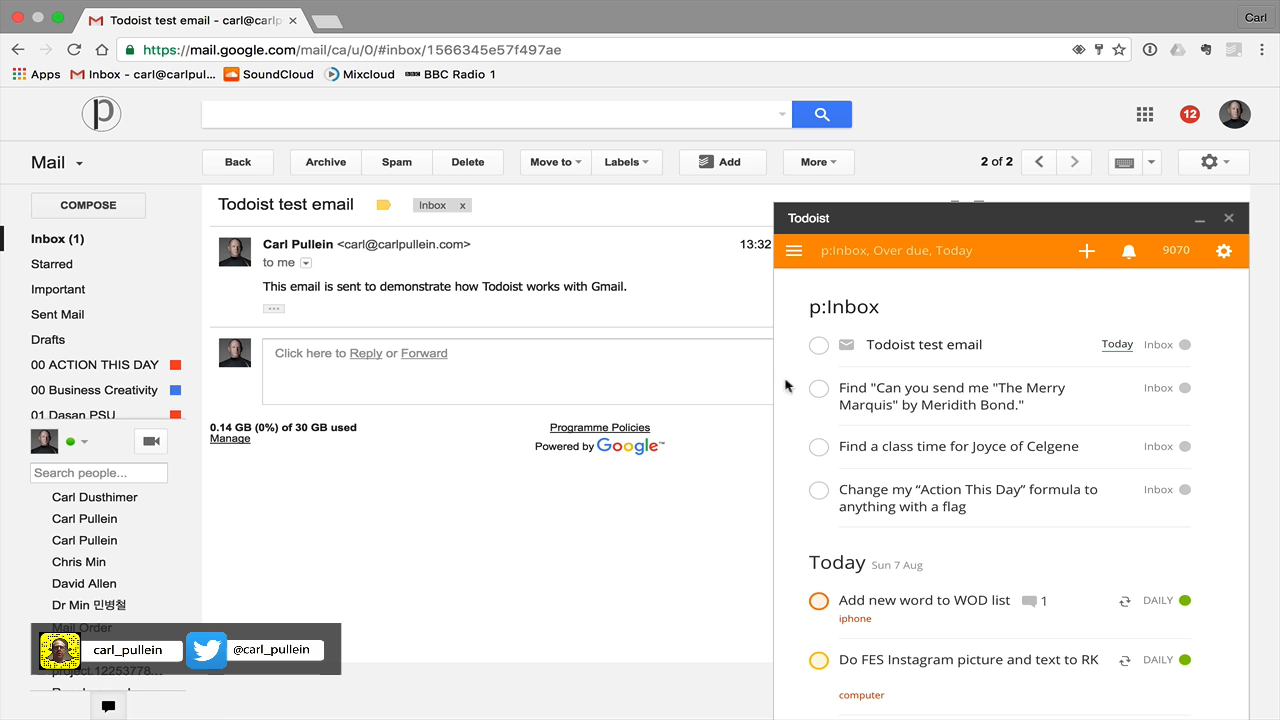 Todoist test email - carl@carlp
Carl
https://mail.google.com/mail/ca/u/0/#inbox/1566345e57f497ae
Apps
Inbox - carl@carlpul...
SoundCloud
Mixcloud
BBC Radio 1
p
12
Mail
Back
Archive
Spam
Delete
Move to
Labels
Add
More
2 of 2
COMPOSE
Inbox (1)
Starred
Important
Sent Mail
Drafts
00 ACTION THIS DAY
00 Business Creativity
01 Dasan PSU
Search people...
Carl Dusthimer
Carl Pullein
Carl Pullein
Chris Min
David Allen
Dr Min 민병철
Mail Order
project 12253778...
carl_pullein
@carl_pullein
Todoist test email
Inbox x
Carl Pullein <carl@carlpullein.com>
13:32
to me
This email is sent to demonstrate how Todoist works with Gmail.
Click here to Reply or Forward
0.14 GB (0%) of 30 GB used
Manage
Programme Policies
Powered by Google™
Todoist
p:Inbox, Over due, Today
9070
p:Inbox
Todoist test email
Today
Inbox
Find "Can you send me "The Merry
Marquis" by Meridith Bond."
Inbox
Find a class time for Joyce of Celgene
Inbox
Change my “Action This Day” formula to
anything with a flag
Inbox
Today Sun 7 Aug
Add new word to WOD list
1
DAILY
iphone
Do FES Instagram picture and text to RK
DAILY
computer